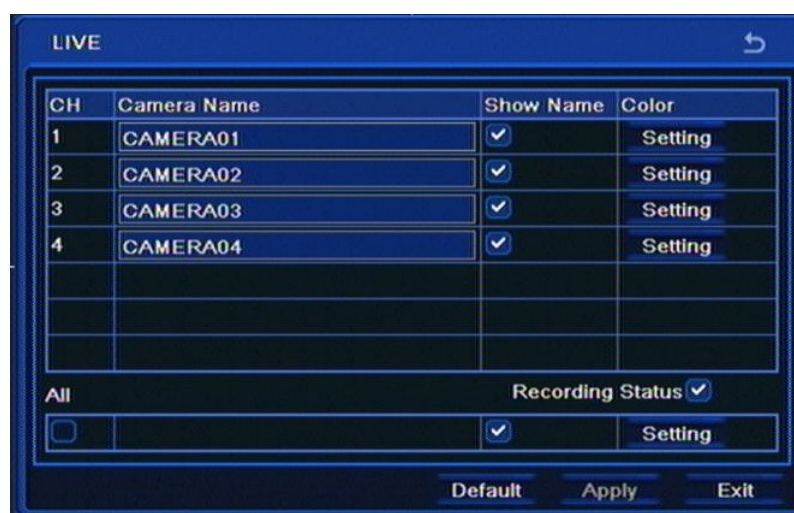 LIVE
CH Camera Name Show Name Color
1 CAMERA01 Setting
2 CAMERA02 Setting
3 CAMERA03 Setting
4 CAMERA04 Setting
All Recording Status
Setting
Default Apply Exit